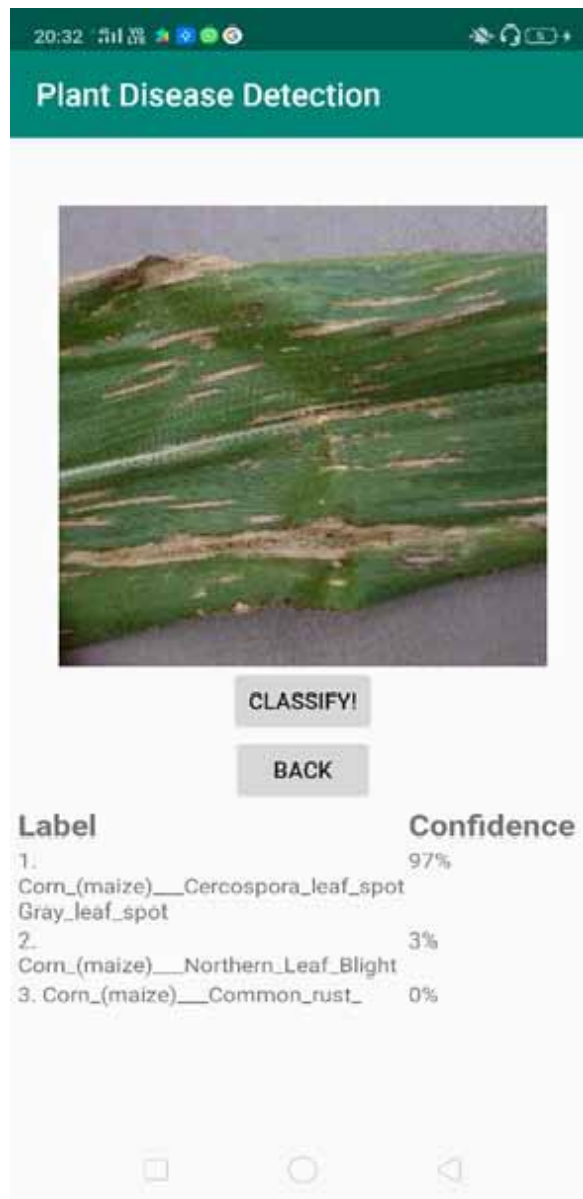 20:32
Plant Disease Detection
CLASSIFY!
BACK
Label Confidence
1. 97%
Corn_(maize)___Cercospora_leaf_spot
Gray_leaf_spot
2. 3%
Corn_(maize)___Northern_Leaf_Blight
3. Corn_(maize)___Common_rust_ 0%